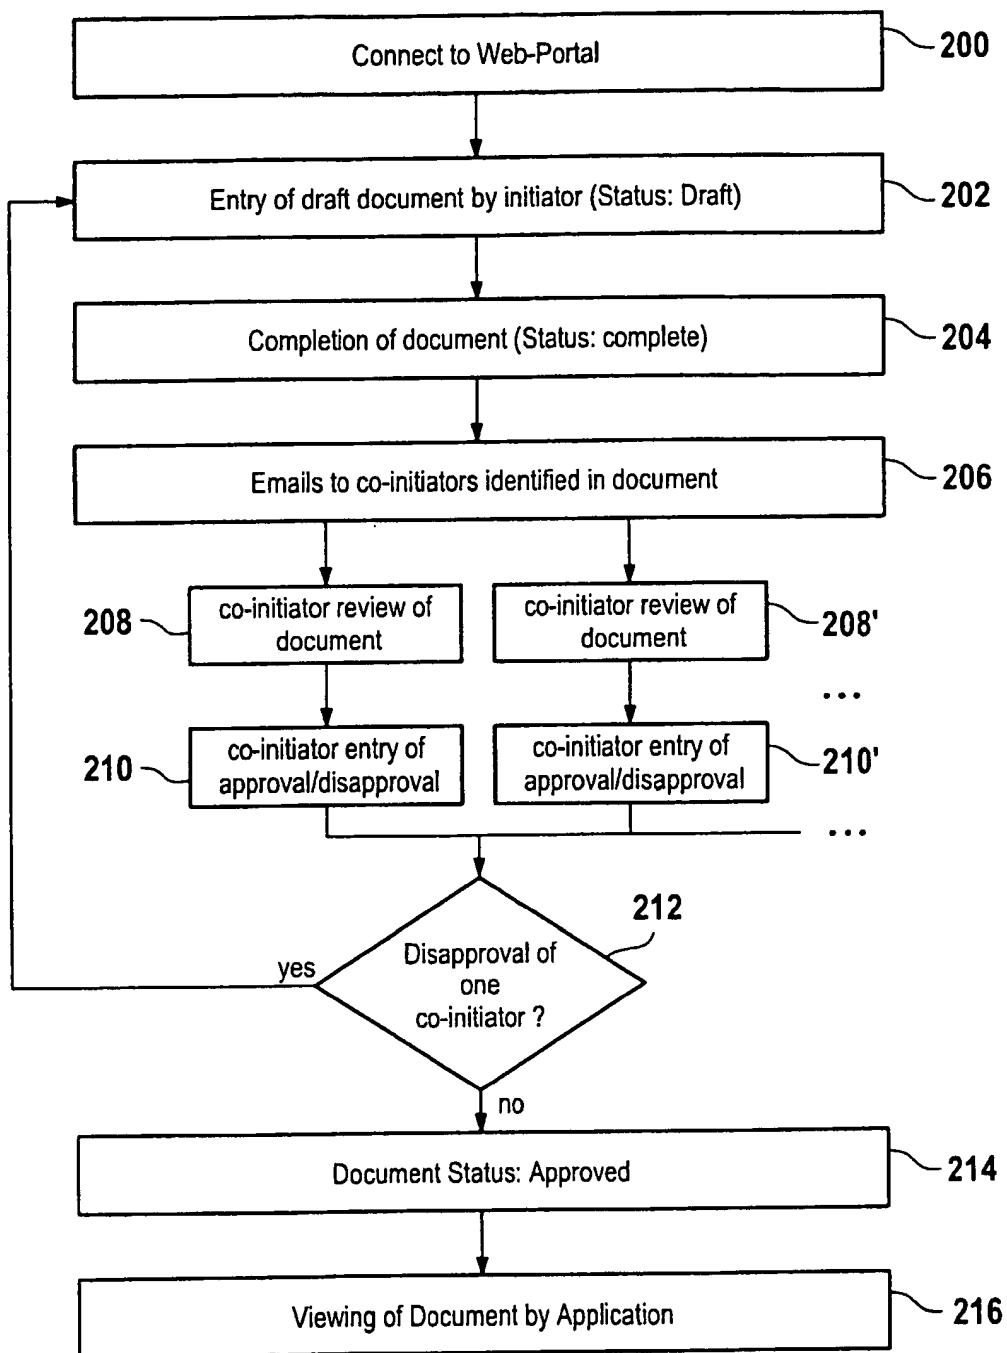 Connect to Web-Portal
200
Entry of draft document by initiator (Status: Draft)
202
Completion of document (Status: complete)
204
Emails to co-initiators identified in document
206
208
co-initiator review of
document
co-initiator review of
document
208'
...
210
co-initiator entry of
approval/disapproval
co-initiator entry of
approval/disapproval
210'
...
212
yes
Disapproval of
one
co-initiator ?
no
Document Status: Approved
214
Viewing of Document by Application
216